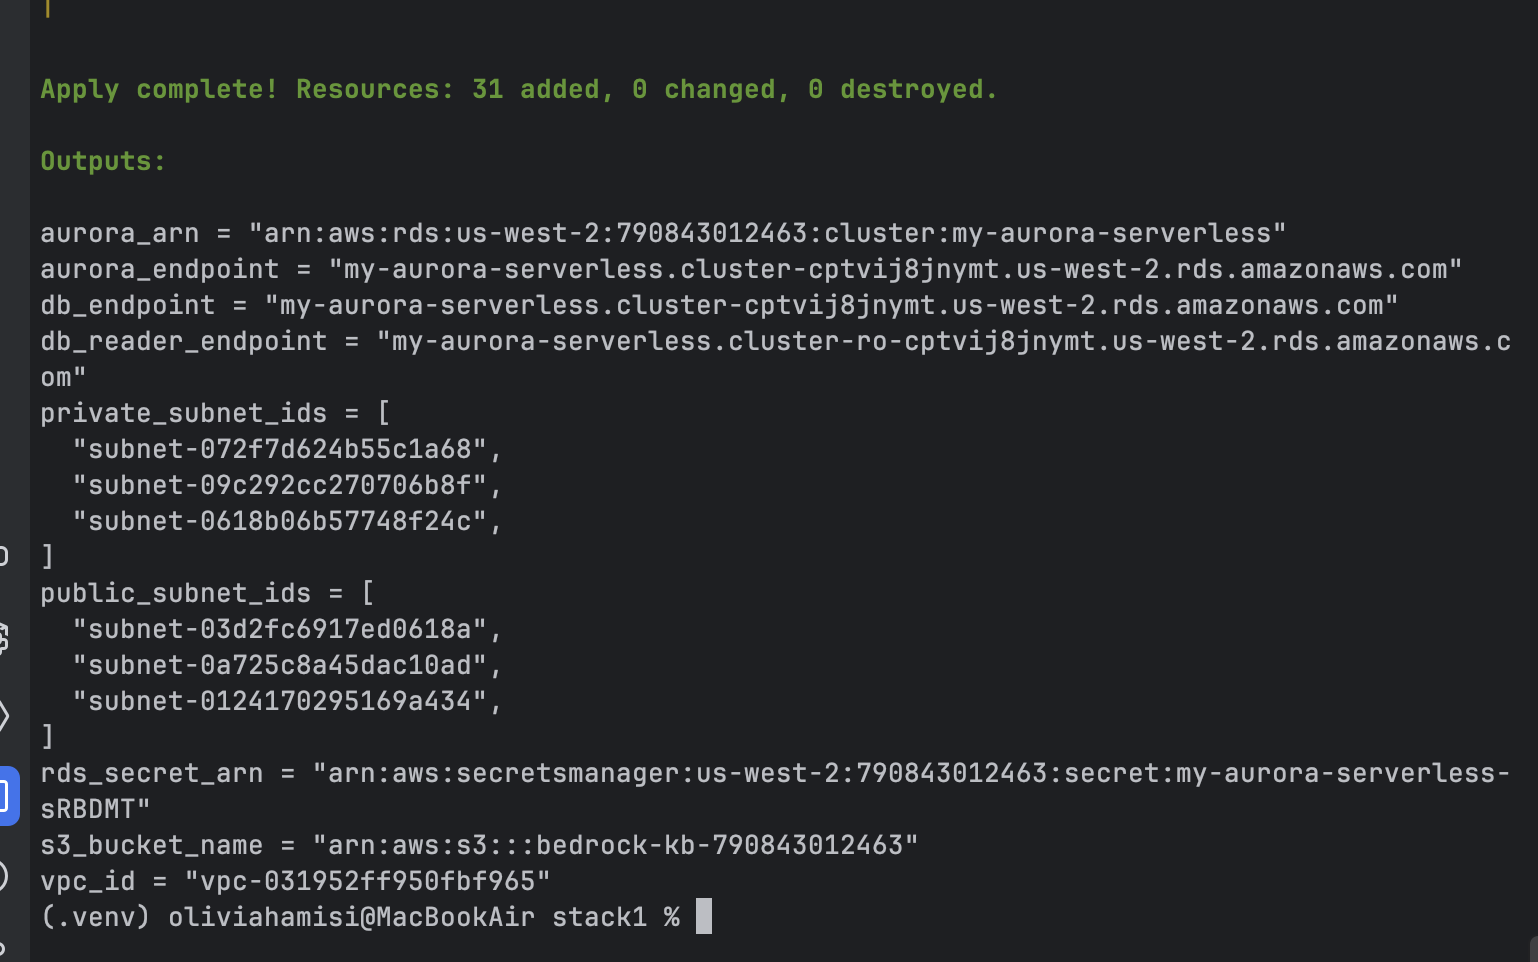 Apply complete! Resources: 31 added, 0 changed, 0 destroyed.
Outputs:
aurora_arn = "arn:aws:rds:us-west-2:790843012463:cluster:my-aurora-serverless"
aurora_endpoint = "my-aurora-serverless.cluster-cptvij8jnymt.us-west-2.rds.amazonaws.com"
db_endpoint = "my-aurora-serverless.cluster-cptvij8jnymt.us-west-2.rds.amazonaws.com"
db_reader_endpoint = "my-aurora-serverless.cluster-ro-cptvij8jnymt.us-west-2.rds.amazonaws.c
om"
private_subnet_ids = [
  "subnet-072f7d624b55c1a68",
  "subnet-09c292cc270706b8f",
  "subnet-0618b06b57748f24c",
]
public_subnet_ids = [
  "subnet-03d2fc6917ed0618a",
  "subnet-0a725c8a45dac10ad",
  "subnet-0124170295169a434",
]
rds_secret_arn = "arn:aws:secretsmanager:us-west-2:790843012463:secret:my-aurora-serverless-
sRBDMT"
s3_bucket_name = "arn:aws:s3:::bedrock-kb-790843012463"
vpc_id = "vpc-031952ff950fbf965"
(.venv) oliviahamisi@MacBookAir stack1 %